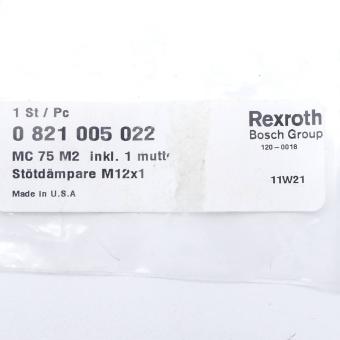 1 St / Pc
0 821 005 022
MC 75 M2 inkl. 1 mutt
Stötdämpare M12x1
Made in U.S.A
Rexroth
Bosch Group
120-0018
11W21